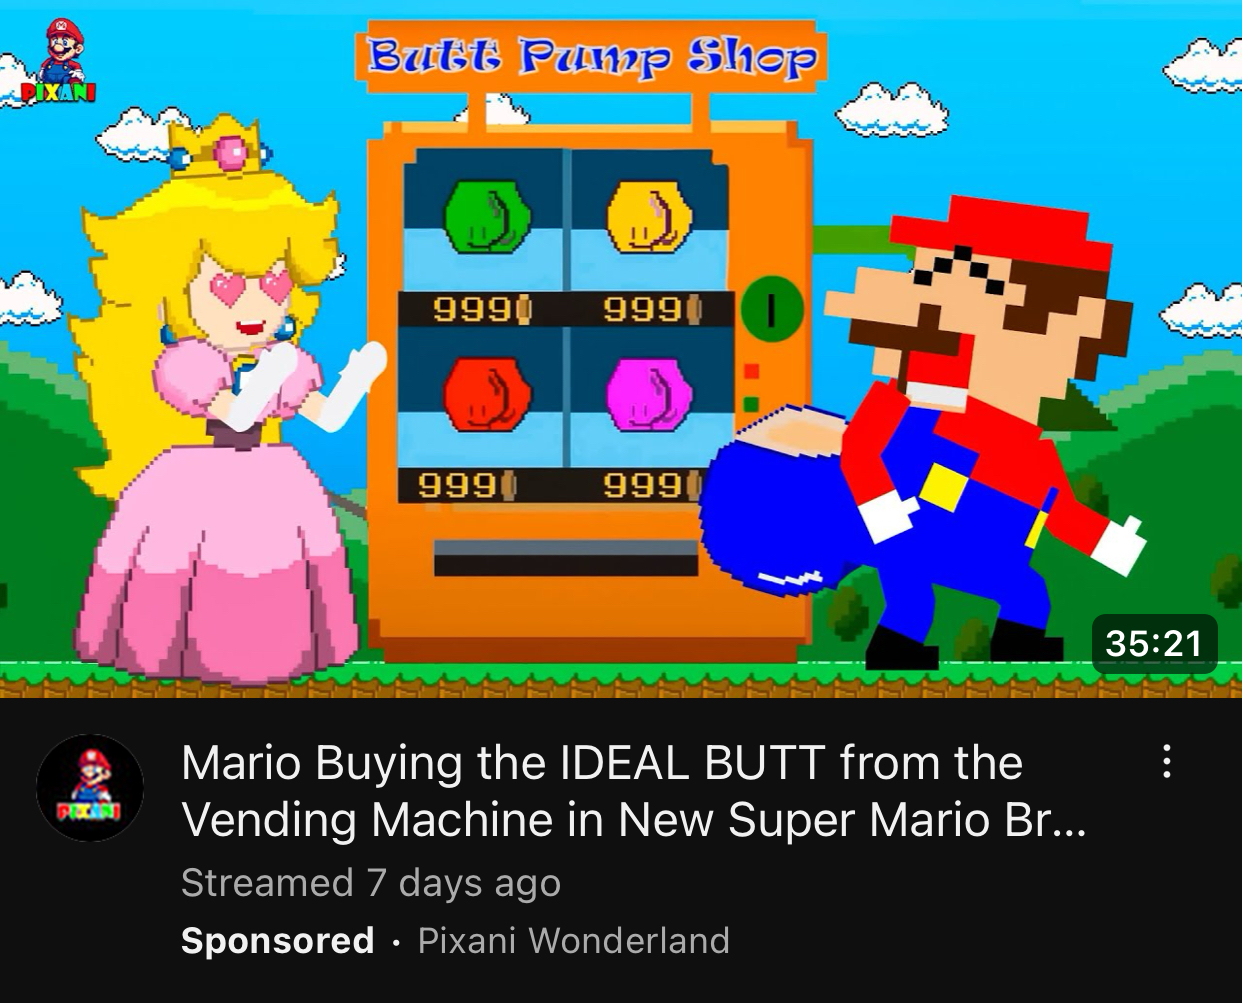 Butt Pump Shop
PIXANI
999 999
999 999
35:21
Mario Buying the IDEAL BUTT from the
Vending Machine in New Super Mario Br...
Streamed 7 days ago
Sponsored • Pixani Wonderland
PIXANI